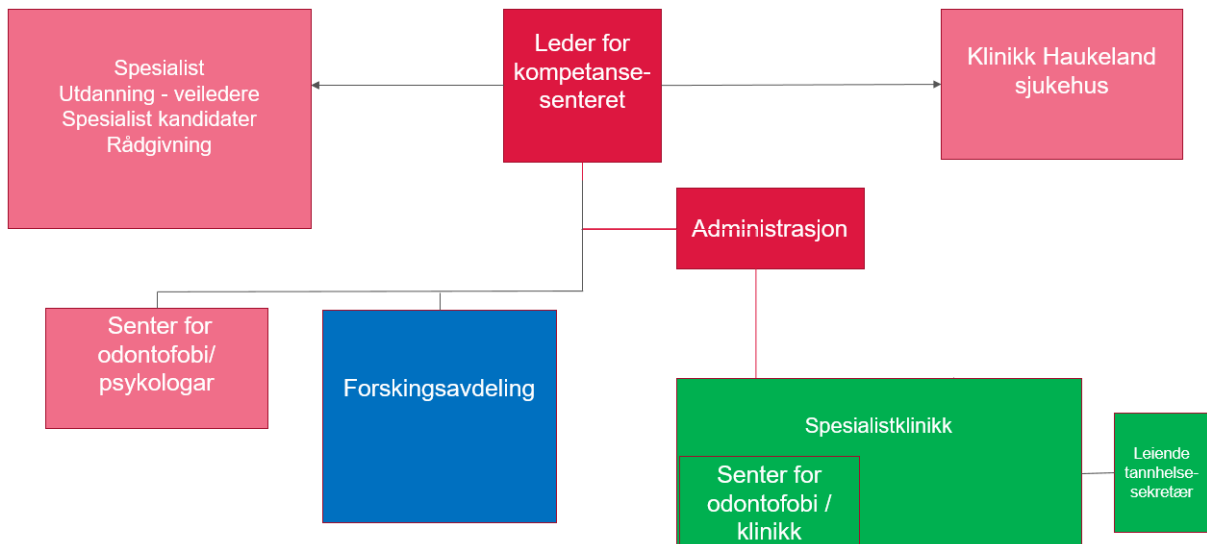 Spesialist
Utdanning - veiledere
Spesialist kandidater
Rådgivning
Leder for
kompetanse-
senteret
Klinikk Haukeland
sjukehus
Administrasjon
Senter for
odontofobi/
psykologar
Forskingsavdeling
Spesialistklinikk
Senter for
odontofobi /
klinikk
Leiende
tannhelse-
sekretær